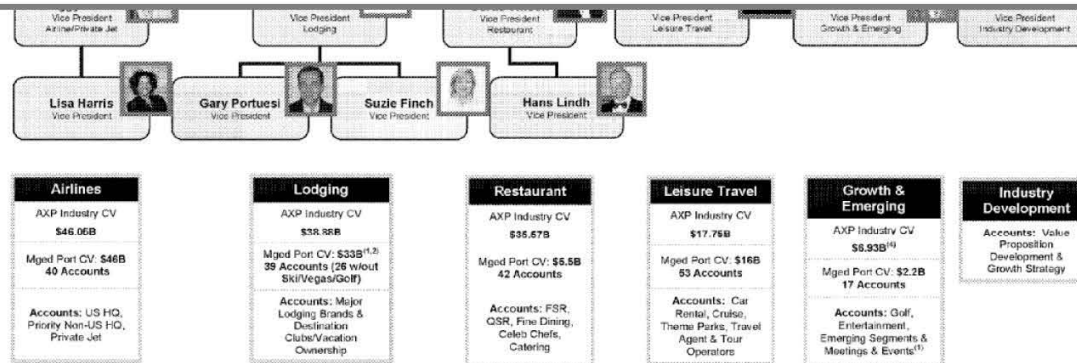 Vice President
Airline/Private Jet
Vice President
Lodging
Vice President
Restaurant
Vice President
Leisure Travel
Vice President
Growth & Emerging
Vice President
Industry Development
Lisa Harris
Vice President
Gary Portuesi
Vice President
Suzie Finch
Vice President
Hans Lindh
Vice President
Airlines
AXP Industry CV
$46.05B
Mged Port CV: $46B
40 Accounts
Accounts: US HQ,
Priority Non-US HQ,
Private Jet
Lodging
AXP Industry CV
$38.88B
Mged Port CV: $33B(1,2)
39 Accounts (26 w/out
Ski/Vegas/Golf)
Accounts: Major
Lodging Brands &
Destination
Clubs/Vacation
Ownership
Restaurant
AXP Industry CV
$35.57B
Mged Port CV: $5.5B
42 Accounts
Accounts: FSR,
QSR, Fine Dining,
Celeb Chefs,
Catering
Leisure Travel
AXP Industry CV
$17.75B
Mged Port CV: $16B
53 Accounts
Accounts: Car
Rental, Cruise,
Theme Parks, Travel
Agent & Tour
Operators
Growth &
Emerging
AXP Industry CV
$6.93B(4)
Mged Port CV: $2.2B
17 Accounts
Accounts: Golf,
Entertainment,
Emerging Segments &
Meetings & Events(1)
Industry
Development
Accounts: Value
Proposition
Development &
Growth Strategy